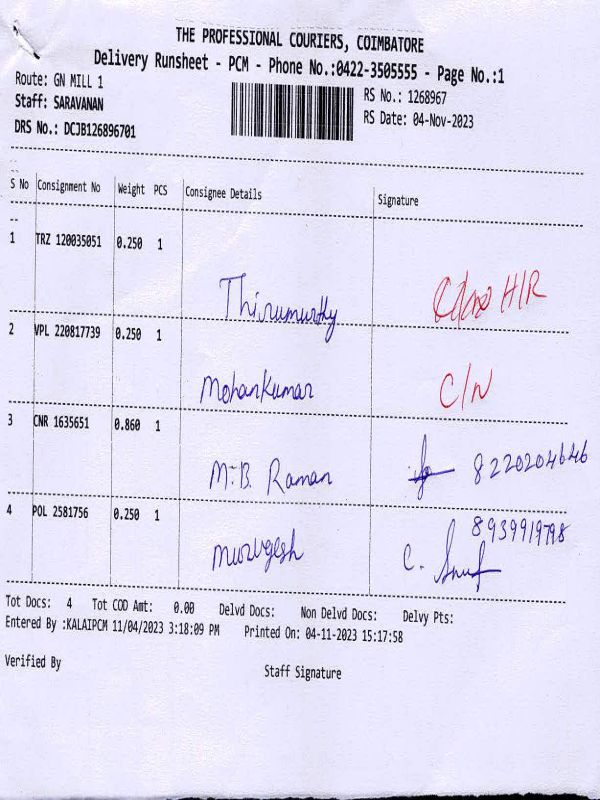 THE PROFESSIONAL COURIERS, COIMBATORE
Delivery Runsheet - PCM - Phone No.:0422-3505555 - Page No.:1
Route: GN MILL 1
RS No.: 1268967
Staff: SARAVANAN
RS Date: 04-Nov-2023
DRS No.: DCJB126896701
S No Consignment No Weight PCS Consignee Details Signature
1 TRZ 120035051 0.250 1
Thirumurthy H/R
2 VPL 220817739 0.250 1
Mohankumar C/N
3 CNR 1635651 0.860 1
M.B. Raman 8220204646
4 POL 2581756 0.250 1
8939919798
Murugesh C.
Tot Docs: 4 Tot COD Amt: 0.00 Delvd Docs: Non Delvd Docs: Delvy Pts:
Entered By :KALAIPCM 11/04/2023 3:18:09 PM Printed On: 04-11-2023 15:17:58
Verified By Staff Signature